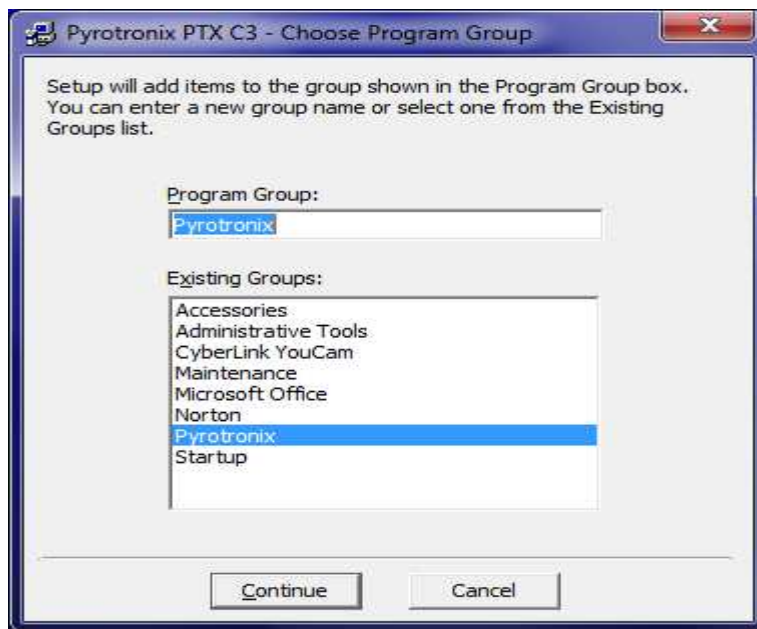 Pyrotronix PTX C3 - Choose Program Group
Setup will add items to the group shown in the Program Group box.
You can enter a new group name or select one from the Existing
Groups list.
Program Group:
Pyrotronix
Existing Groups:
Accessories
Administrative Tools
CyberLink YouCam
Maintenance
Microsoft Office
Norton
Pyrotronix
Startup
Continue
Cancel